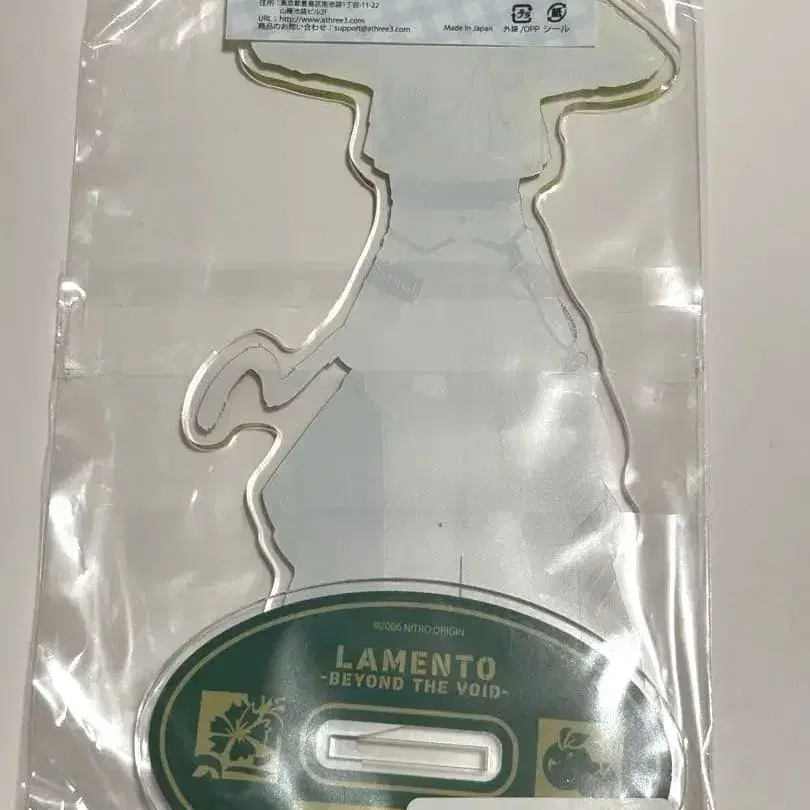 住所：東京都豊島区南池袋1丁目-11-22
山種池袋ビル2F
URL：http://www.athree3.com
商品のお問い合わせ：support@athree3.com
Made In Japan
プラ
外袋/OPP
紙
シール
©2006 NITRO ORIGIN
LAMENTO
-BEYOND THE VOID-